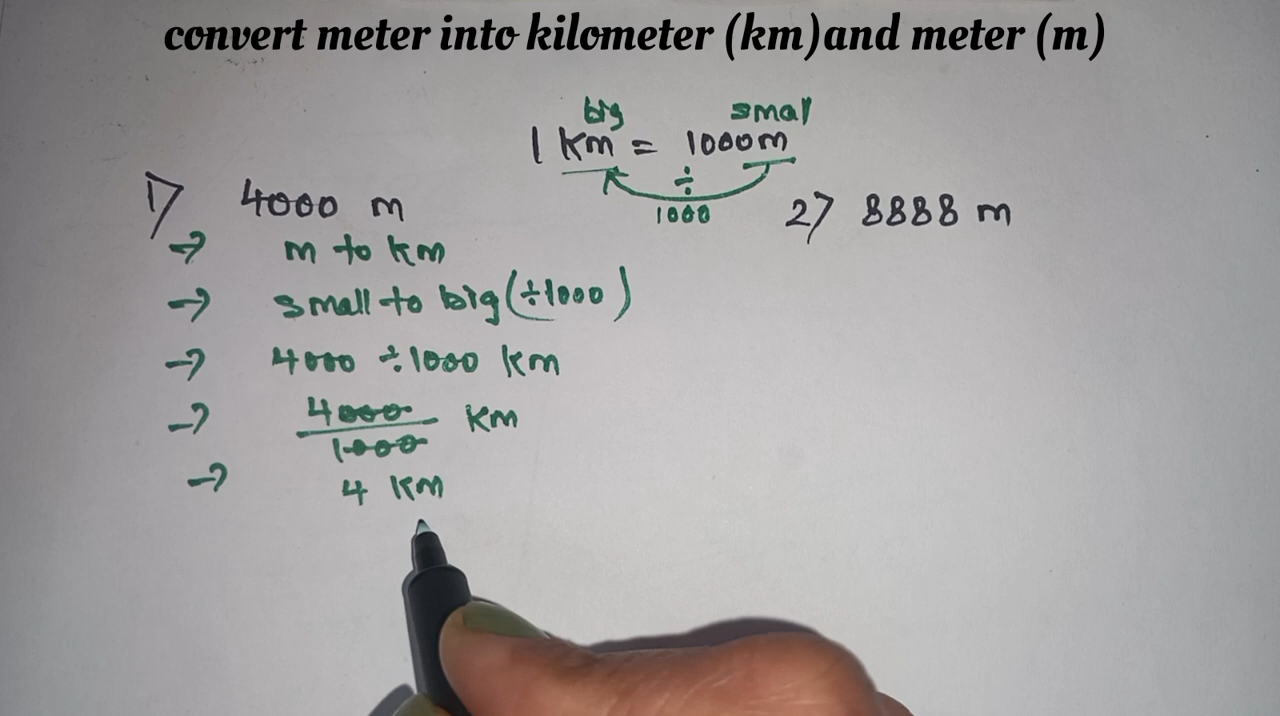 convert meter into kilometer (km)and meter (m)
big small
1 km = 1000m
÷
1000
1) 4000 m
→ m to km
→ small to big (÷1000)
→ 4000 ÷1000 km
→ 4000 km
1000
→ 4 km
2) 8888 m